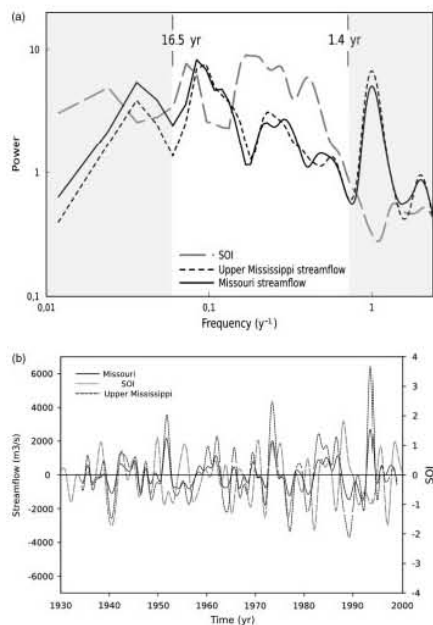 (a)
16.5 yr
1.4 yr
10
1
0,1
Power
SOI
Upper Mississippi streamflow
Missouri streamflow
0,01
0,1
1
Frequency (y⁻¹)
(b)
Missouri
SOI
Upper Mississippi
6000
4000
2000
0
-2000
-4000
-6000
Streamflow (m3/s)
4
3
2
1
0
-1
-2
-3
-4
SOI
1930
1940
1950
1960
1970
1980
1990
2000
Time (yr)